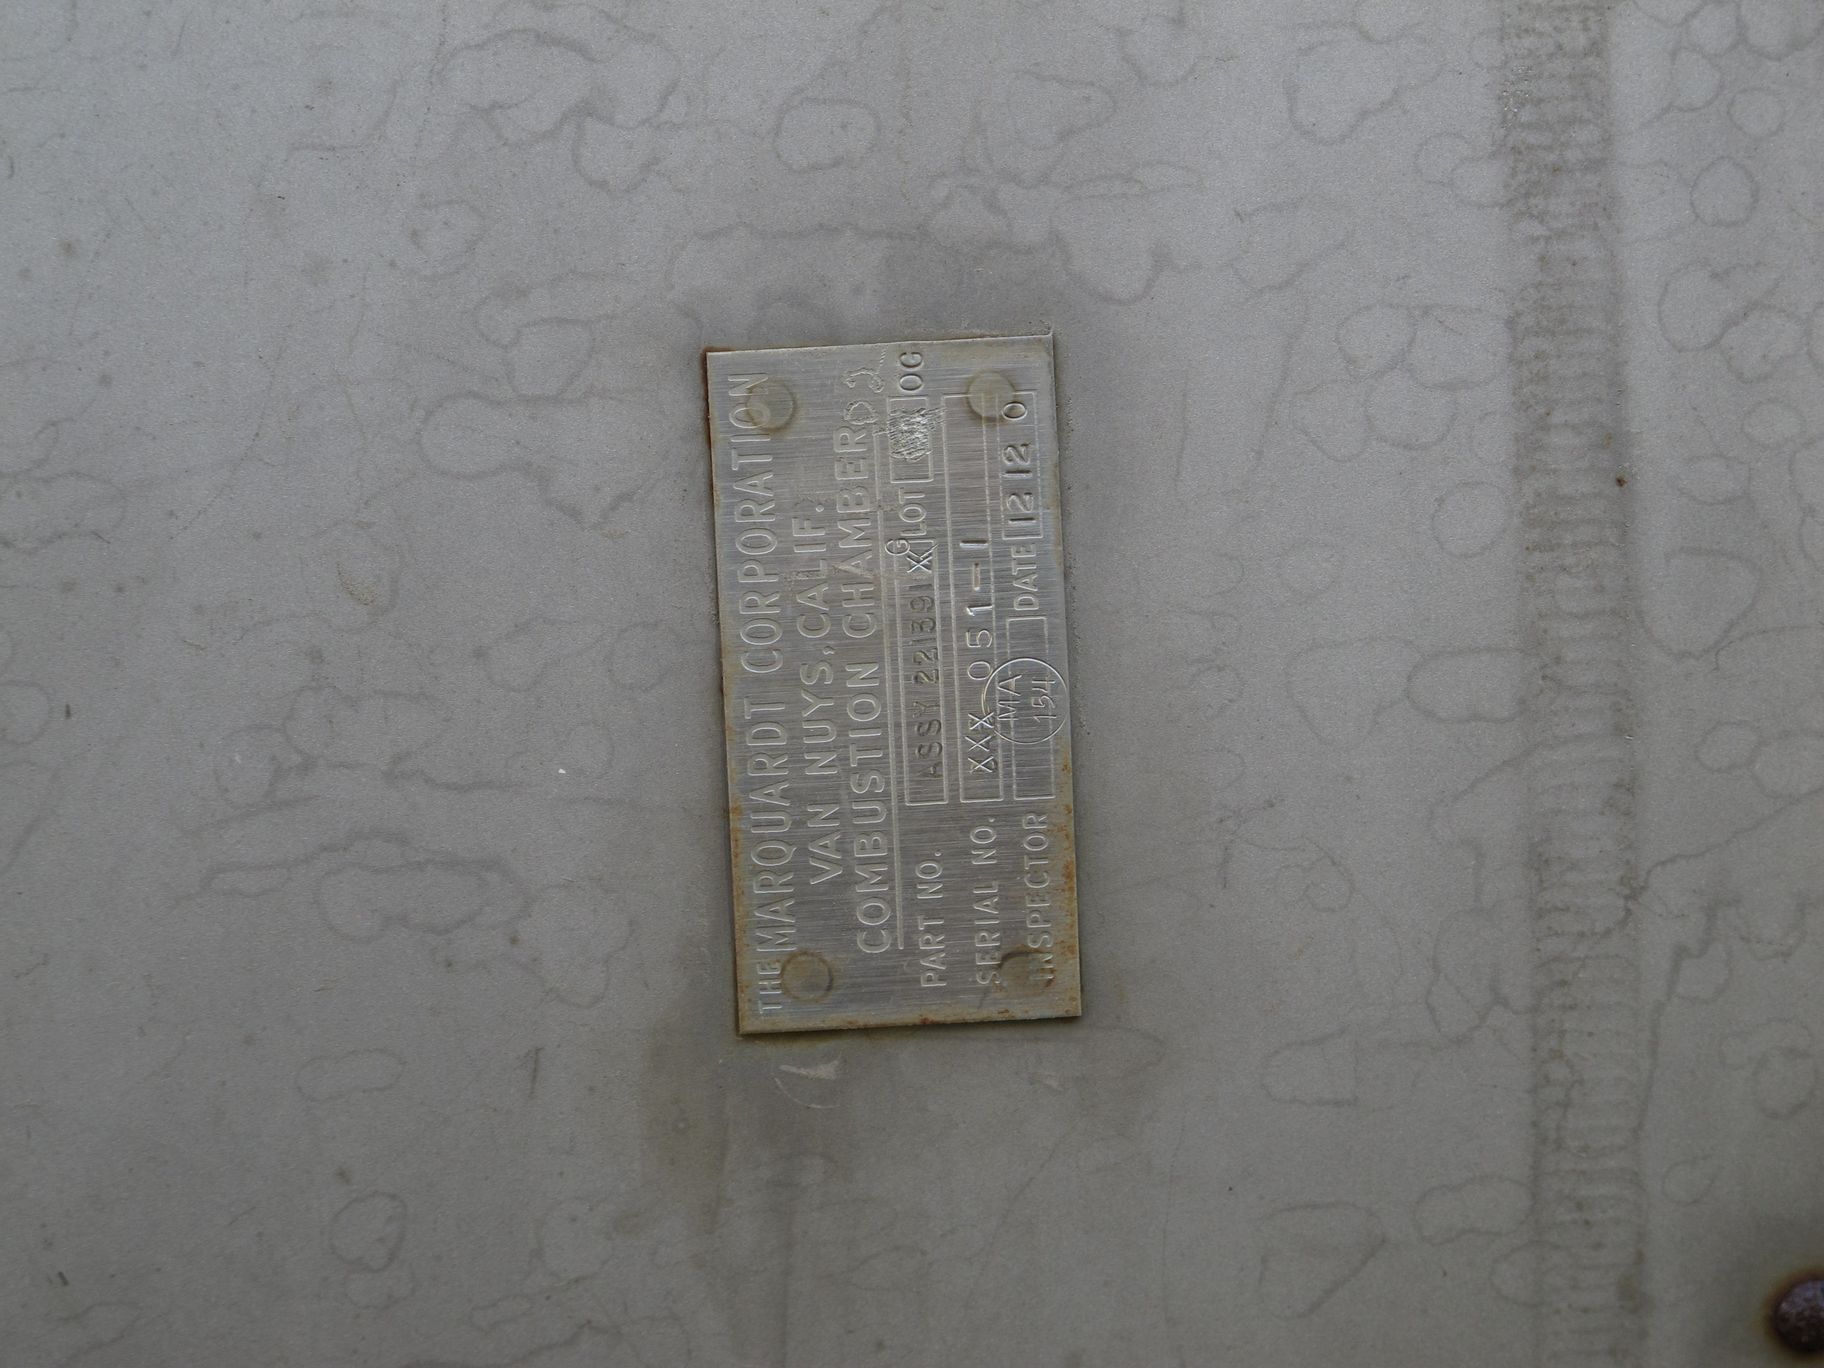 THE MARQUARDT CORPORATION
VAN NUYS, CALIF.
COMBUSTION CHAMBER
PART NO. ASSY 22139 G LOT OG
SERIAL NO. XXX 051-1
INSPECTOR MA 154 DATE 12 12 0